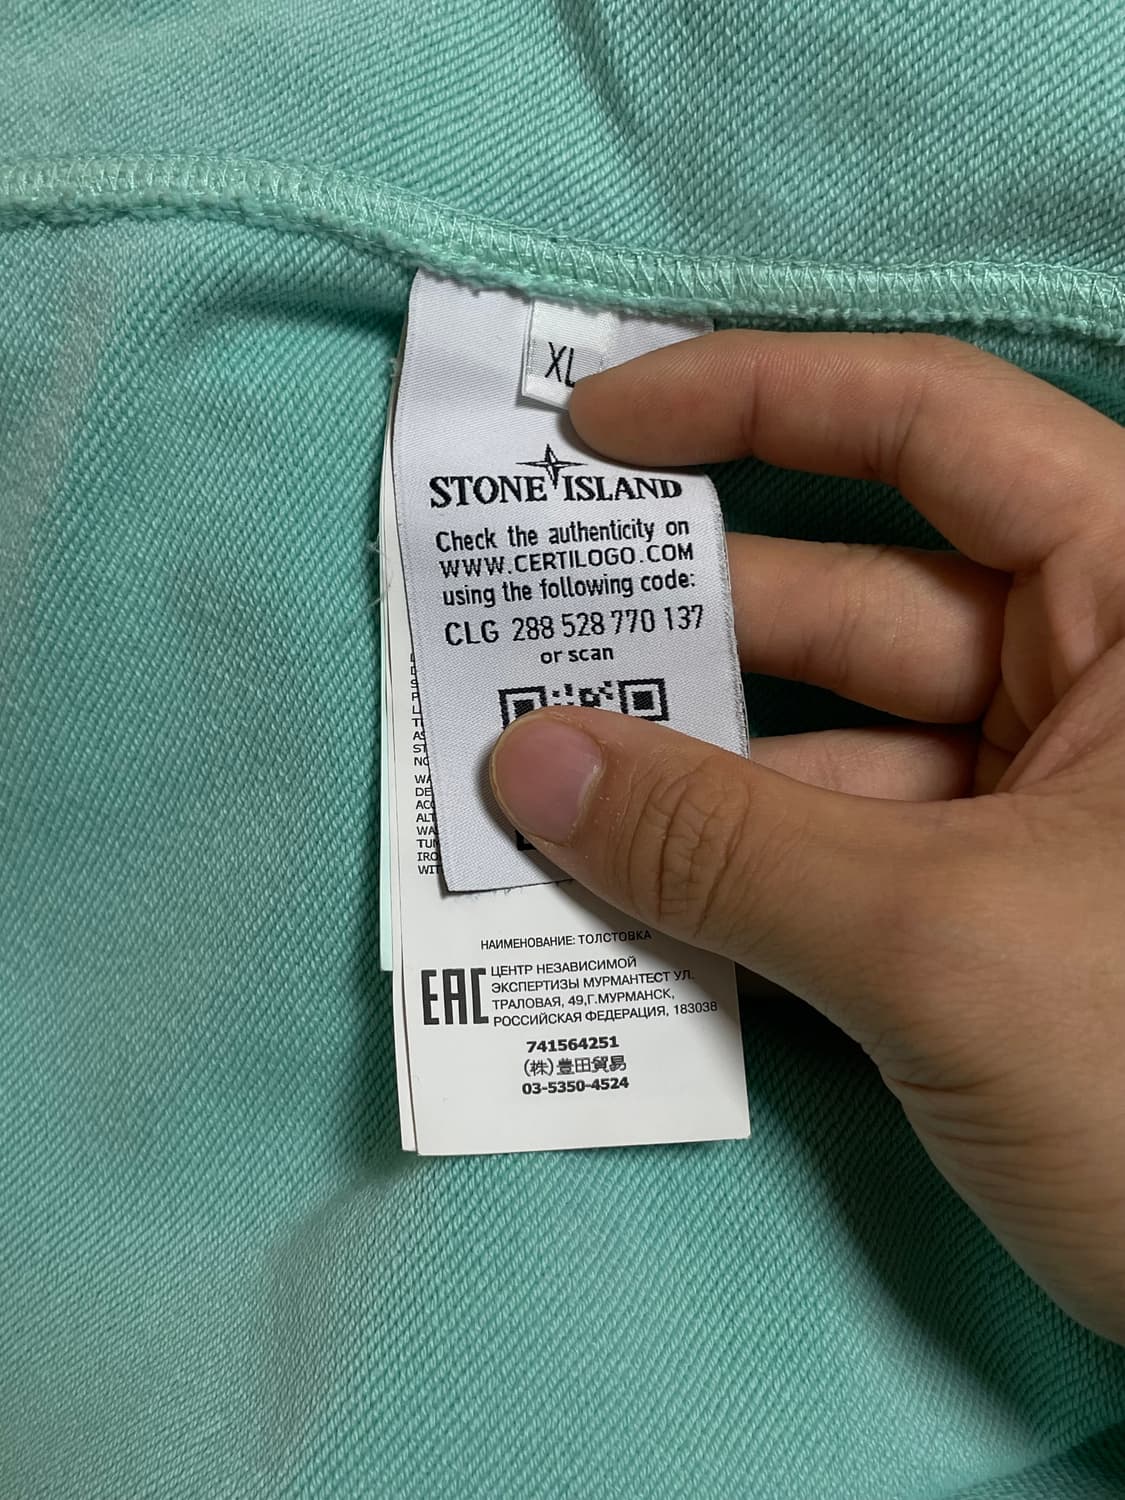 XL
STONE ISLAND
Check the authenticity on
WWW.CERTILOGO.COM
using the following code:
CLG 288 528 770 137
or scan
НАИМЕНОВАНИЕ: ТОЛСТОВКА
EAC
ЦЕНТР НЕЗАВИСИМОЙ
ЭКСПЕРТИЗЫ МУРМАНТЕСТ УЛ.
ТРАЛОВАЯ, 49,Г.МУРМАНСК,
РОССИЙСКАЯ ФЕДЕРАЦИЯ, 183038
741564251
(株)豊田貿易
03-5350-4524